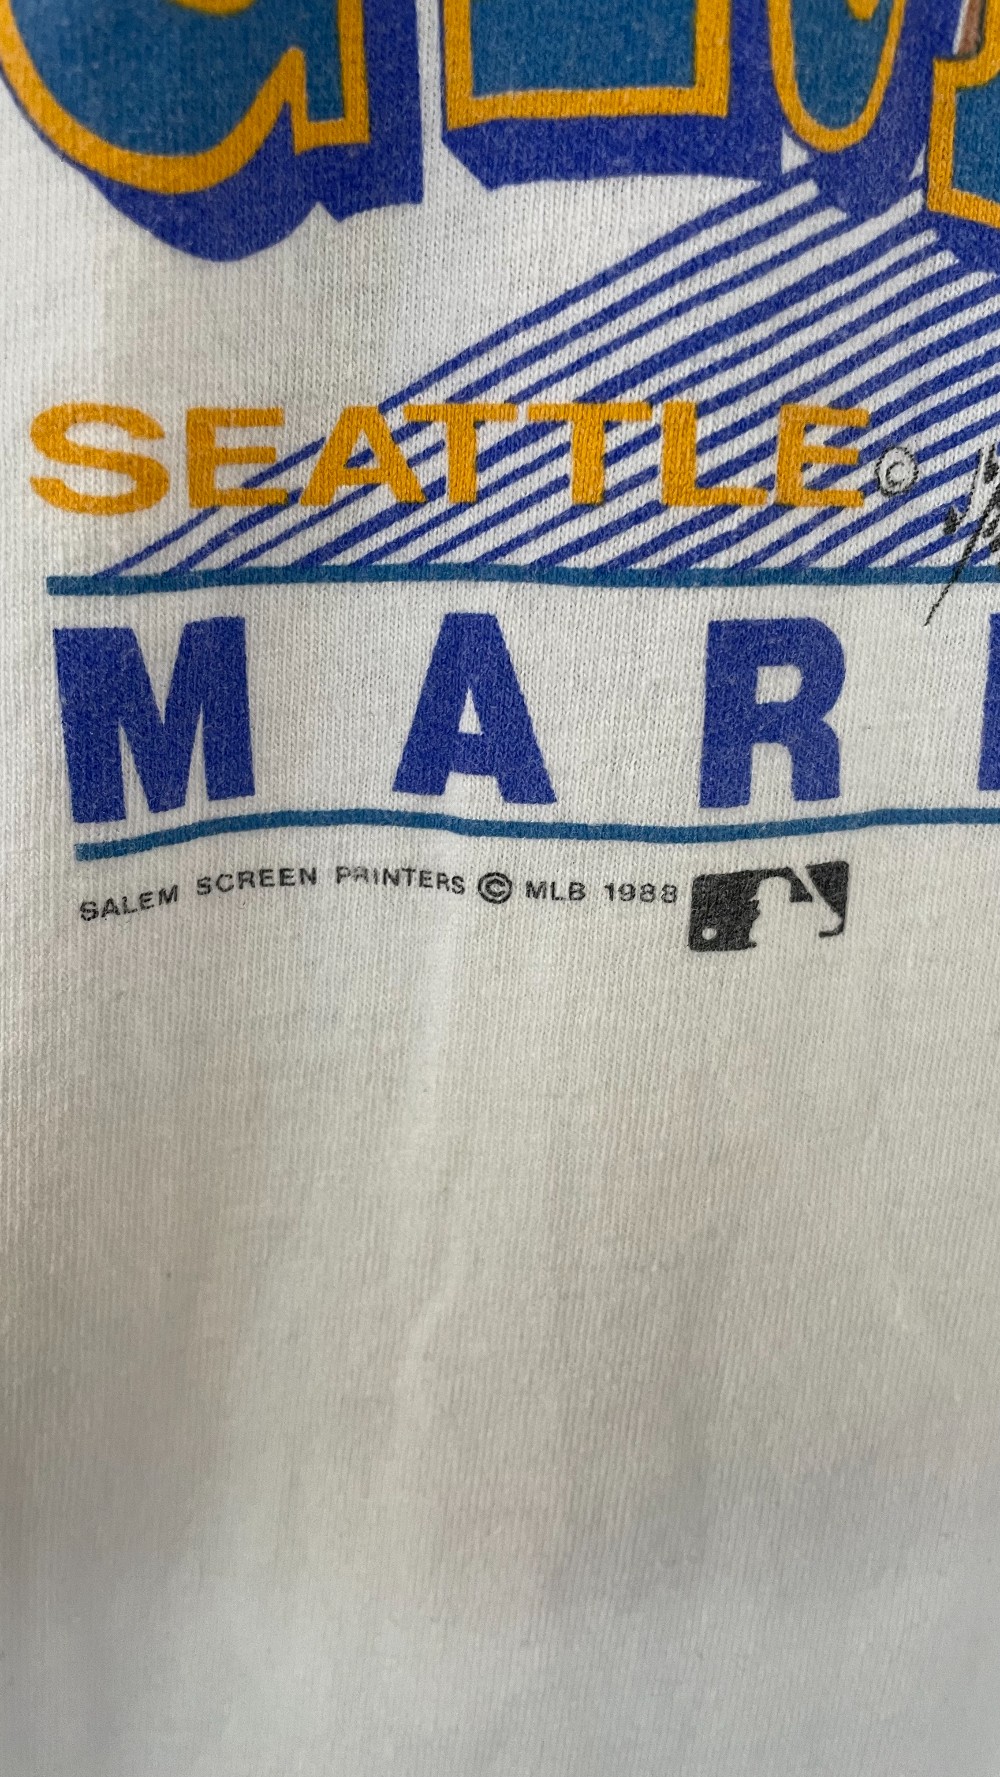 SEATTLE ©
MAR
SALEM SCREEN PRINTERS © MLB 1988